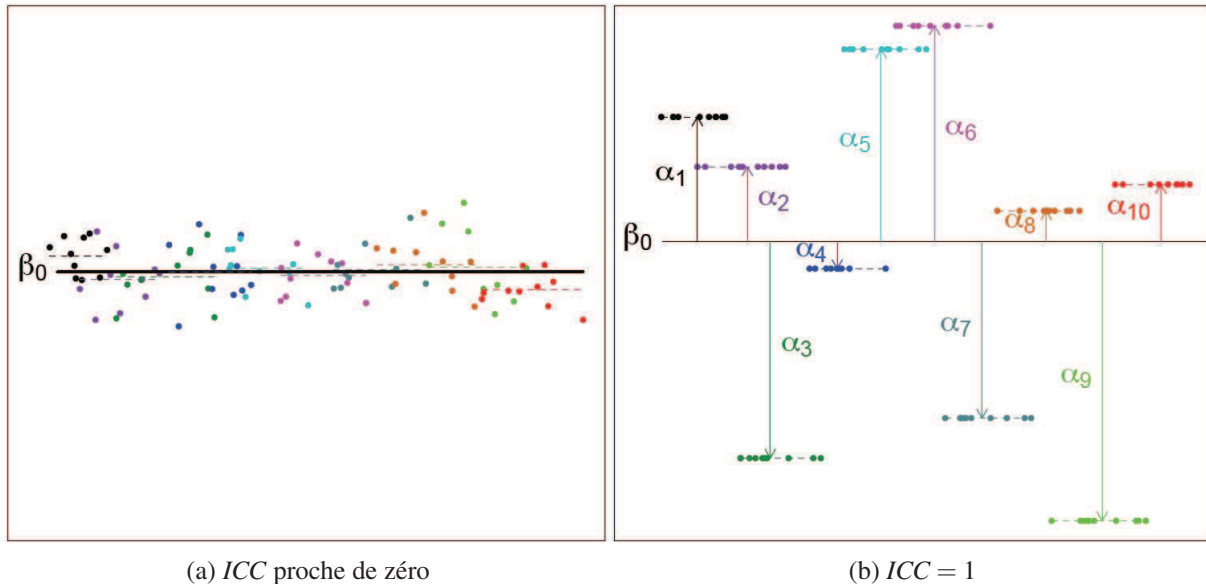 β0
α1
α2
α3
α4
α5
α6
α7
α8
α9
α10
β0
(a) ICC proche de zéro
(b) ICC = 1